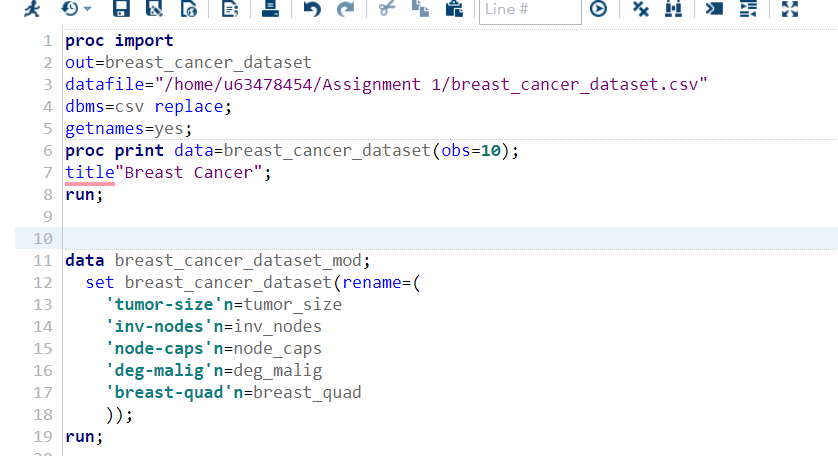 Line #
1 proc import
2 out=breast_cancer_dataset
3 datafile="/home/u63478454/Assignment 1/breast_cancer_dataset.csv"
4 dbms=csv replace;
5 getnames=yes;
6 proc print data=breast_cancer_dataset(obs=10);
7 title"Breast Cancer";
8 run;
9
10
11 data breast_cancer_dataset_mod;
12 set breast_cancer_dataset(rename=(
13 'tumor-size'n=tumor_size
14 'inv-nodes'n=inv_nodes
15 'node-caps'n=node_caps
16 'deg-malig'n=deg_malig
17 'breast-quad'n=breast_quad
18 ));
19 run;